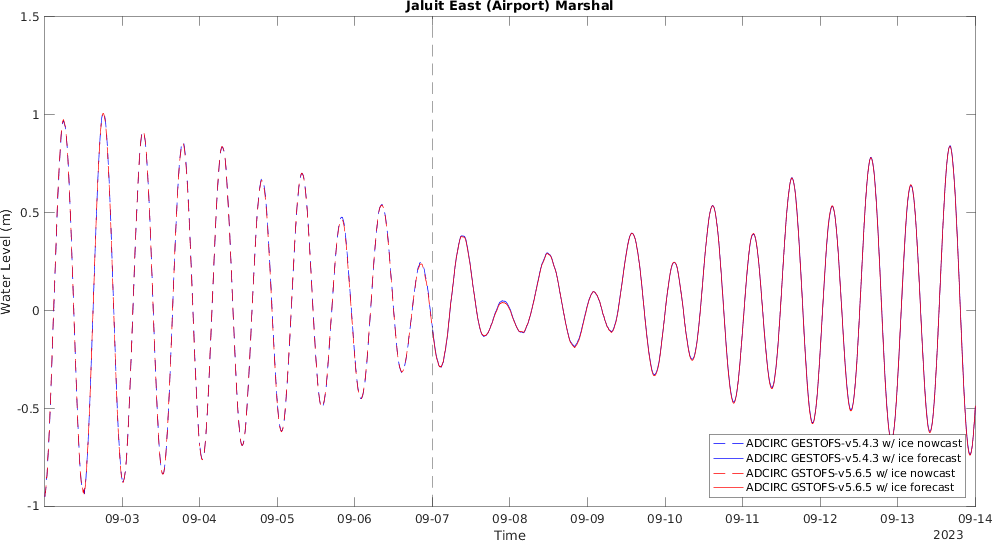 Jaluit East (Airport) Marshal
1.5
1
0.5
0
-0.5
-1
Water Level (m)
09-03 09-04 09-05 09-06 09-07 09-08 09-09 09-10 09-11 09-12 09-13 09-14
Time
2023
ADCIRC GESTOFS-v5.4.3 w/ ice nowcast
ADCIRC GESTOFS-v5.4.3 w/ ice forecast
ADCIRC GSTOFS-v5.6.5 w/ ice nowcast
ADCIRC GSTOFS-v5.6.5 w/ ice forecast